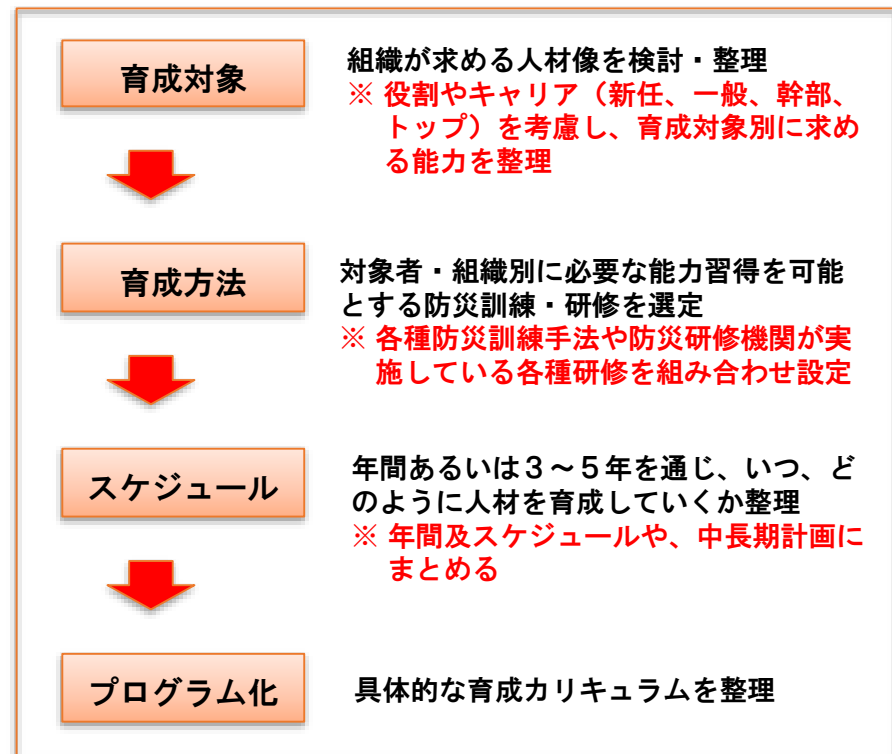 育成対象
組織が求める人材像を検討・整理
※ 役割やキャリア（新任、一般、幹部、
トップ）を考慮し、育成対象別に求め
る能力を整理
育成方法
対象者・組織別に必要な能力習得を可能
とする防災訓練・研修を選定
※ 各種防災訓練手法や防災研修機関が実
施している各種研修を組み合わせ設定
スケジュール
年間あるいは３～５年を通じ、いつ、ど
のように人材を育成していくか整理
※ 年間及スケジュールや、中長期計画に
まとめる
プログラム化
具体的な育成カリキュラムを整理